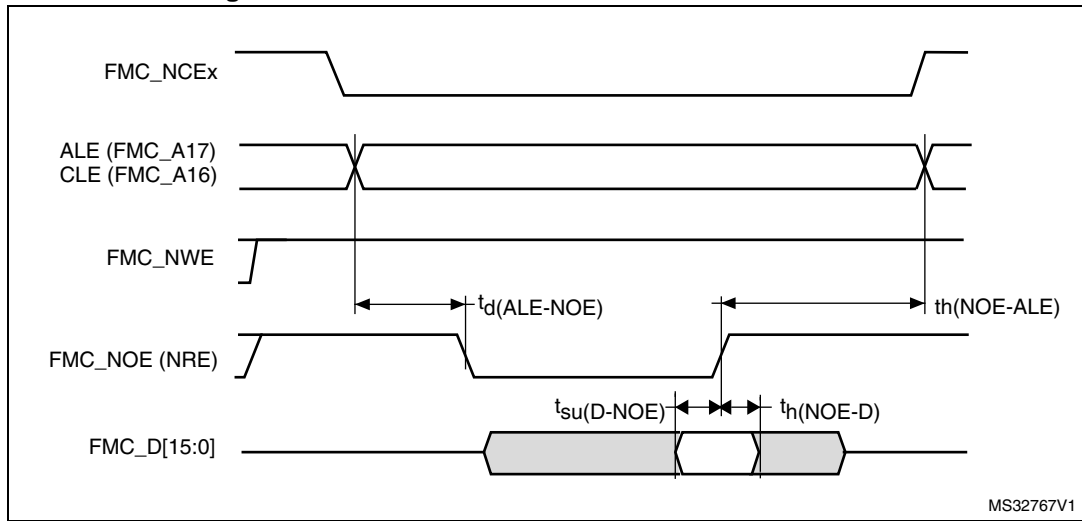 FMC_NCEx
ALE (FMC_A17)
CLE (FMC_A16)
FMC_NWE
td(ALE-NOE)
th(NOE-ALE)
FMC_NOE (NRE)
tsu(D-NOE)
th(NOE-D)
FMC_D[15:0]
MS32767V1